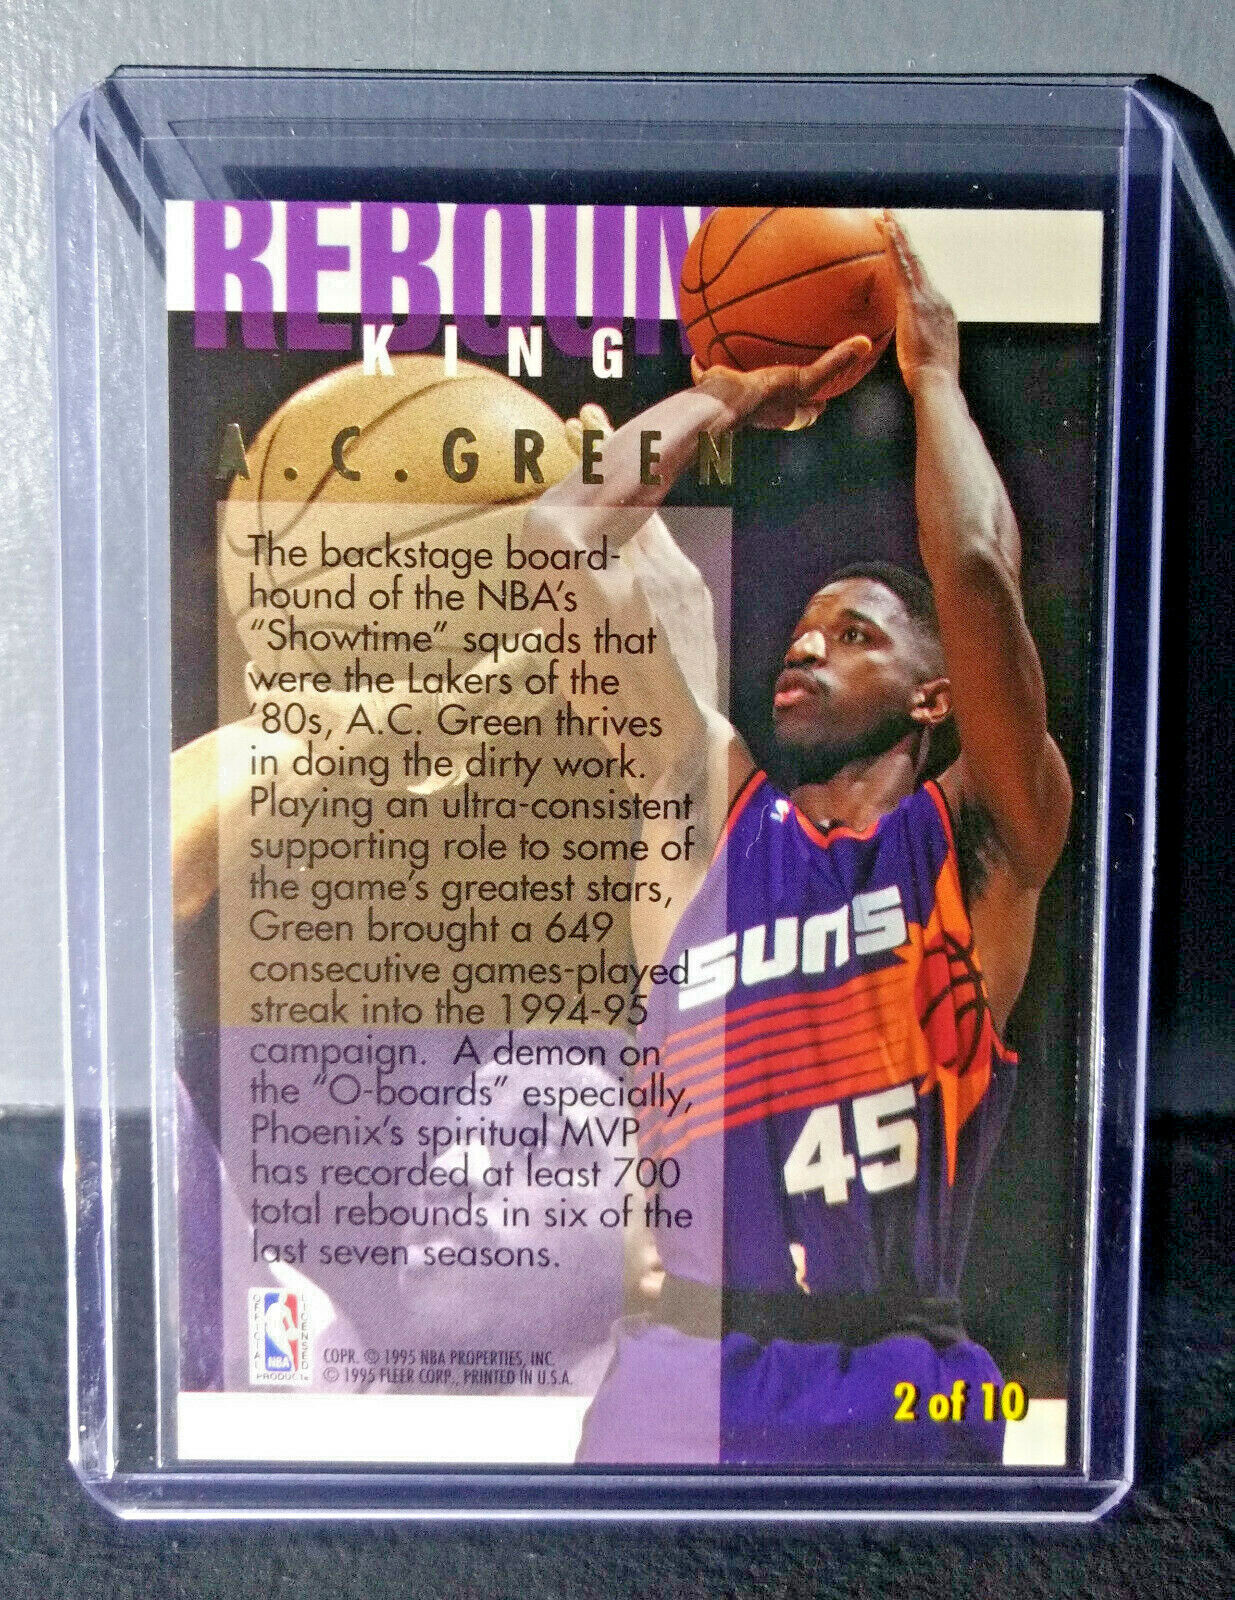 REBOUN
KING
A.C. GREEN
The backstage board-
hound of the NBA's
"Showtime" squads that
were the Lakers of the
'80s, A.C. Green thrives
in doing the dirty work.
Playing an ultra-consistent
supporting role to some of
the game's greatest stars,
Green brought a 649
consecutive games-played
streak into the 1994-95
campaign. A demon on
the "O-boards" especially,
Phoenix's spiritual MVP
has recorded at least 700
total rebounds in six of the
last seven seasons.
SUNS
45
OFFICIAL
LICENSED
NBA
PRODUCT
COPR. © 1995 NBA PROPERTIES, INC.
© 1995 FLEER CORP., PRINTED IN U.S.A.
2 of 10